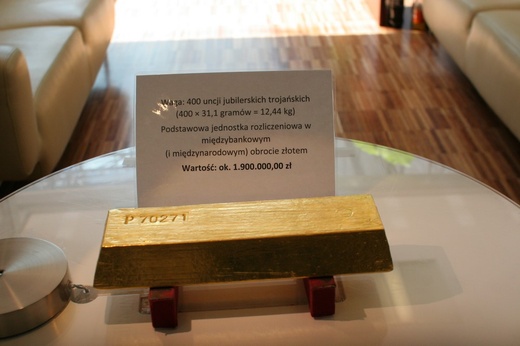 Waga: 400 uncji jubilerskich trojańskich
(400 × 31,1 gramów = 12,44 kg)
Podstawowa jednostka rozliczeniowa w
międzybankowym
(i międzynarodowym) obrocie złotem
Wartość: ok. 1.900.000,00 zł
P 70271